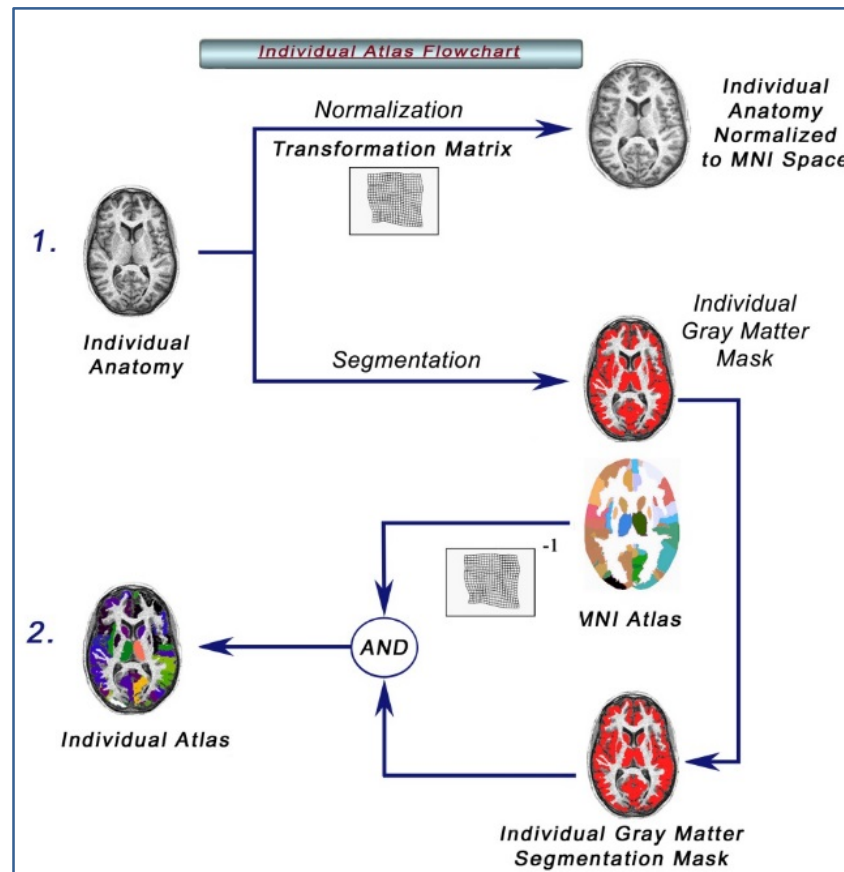 Individual Atlas Flowchart
Normalization
Transformation Matrix
Individual
Anatomy
Normalized
to MNI Space
1.
Individual
Anatomy
Segmentation
Individual
Gray Matter
Mask
-1
MNI Atlas
2.
AND
Individual Atlas
Individual Gray Matter
Segmentation Mask